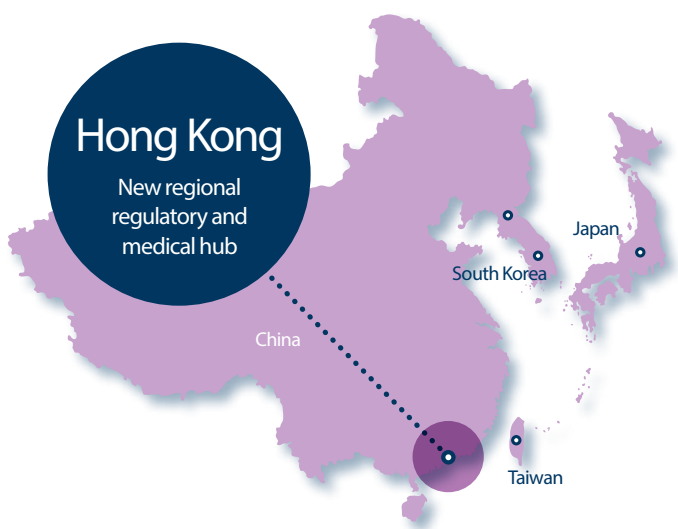 Hong Kong
New regional
regulatory and
medical hub
Japan
South Korea
China
Taiwan